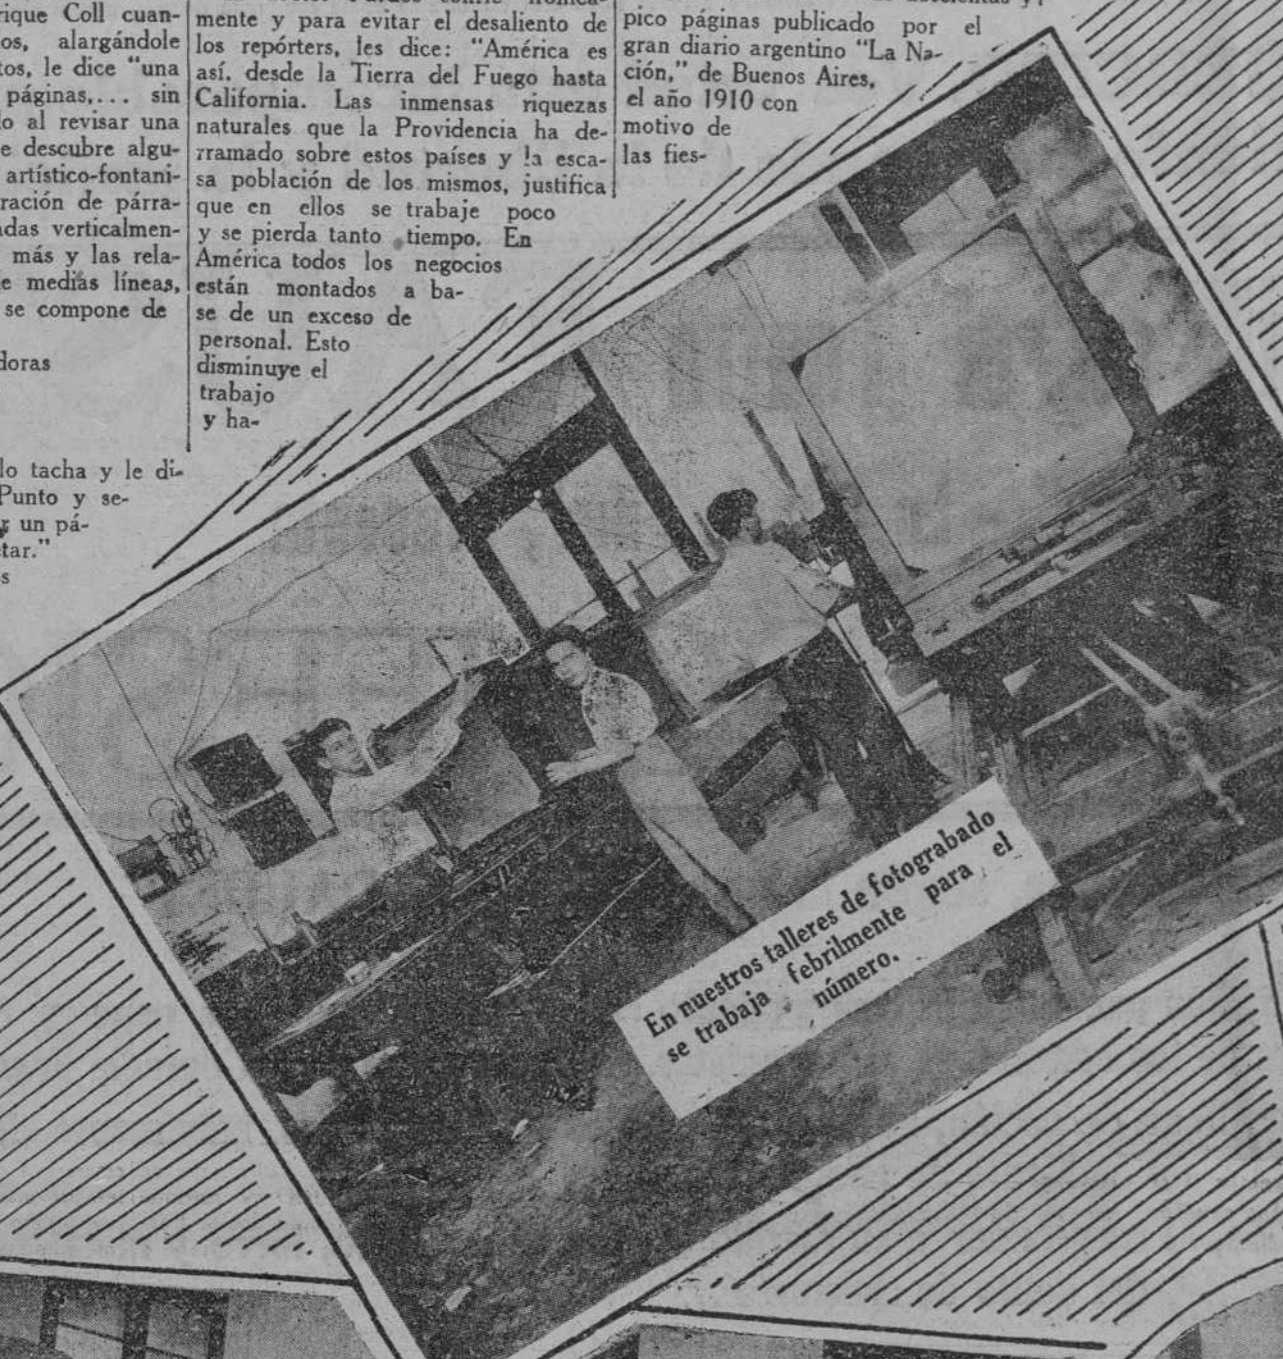 rique Coll cuan-
os, alargándole
tos, le dice "una
páginas,... sin
o al revisar una
e descubre algu-
artístico-fontani-
ración de párra-
adas verticalmen-
más y las rela-
e medias líneas,
se compone de
doras
lo tacha y le di-
Punto y se-
un pá-
tar."
s
mente y para evitar el desaliento de
los repórters, les dice: "América es
así. desde la Tierra del Fuego hasta
California. Las inmensas riquezas
naturales que la Providencia ha de-
rramado sobre estos países y la esca-
sa población de los mismos, justifica
que en ellos se trabaje poco
y se pierda tanto tiempo. En
América todos los negocios
están montados a ba-
se de un exceso de
personal. Esto
disminuye el
trabajo
y ha-
pico páginas publicado por el
gran diario argentino "La Na-
ción," de Buenos Aires,
el año 1910 con
motivo de
las fies-
En nuestros talleres de fotograbado
se trabaja febrilmente para el
número.